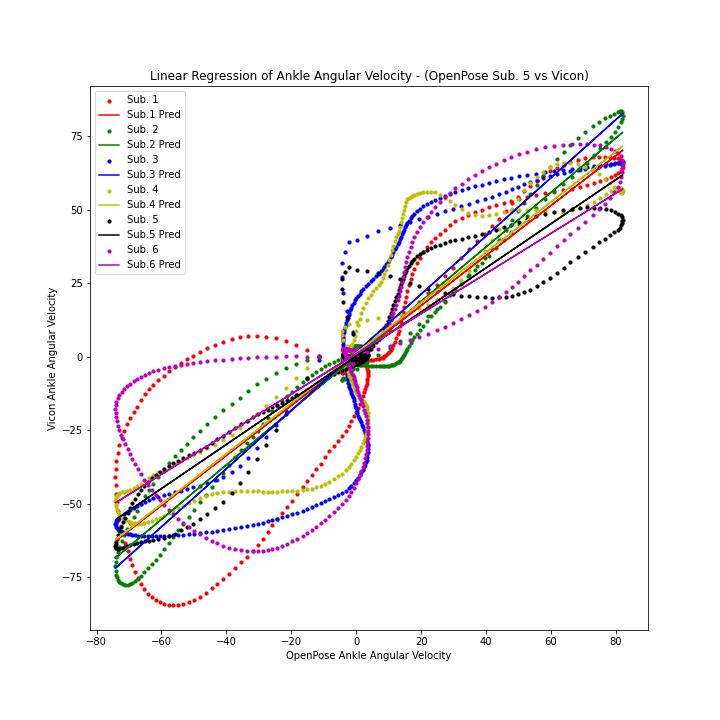 Linear Regression of Ankle Angular Velocity - (OpenPose Sub. 5 vs Vicon)
Sub. 1
Sub.1 Pred
Sub. 2
Sub.2 Pred
Sub. 3
Sub.3 Pred
Sub. 4
Sub.4 Pred
Sub. 5
Sub.5 Pred
Sub. 6
Sub.6 Pred
Vicon Ankle Angular Velocity
75
50
25
0
−25
−50
−75
−80 −60 −40 −20 0 20 40 60 80
OpenPose Ankle Angular Velocity